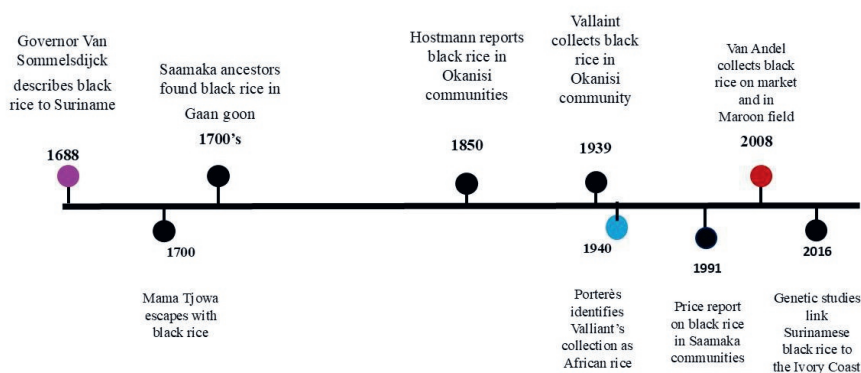 Governor Van
Sommelsdijck
describes black
rice to Suriname
1688
Saamaka ancestors
found black rice in
Gaan goon
1700's
Hostmann reports
black rice in
Okanisi
communities
1850
Vallaint
collects black
rice in
Okanisi
community
1939
Van Andel
collects black
rice on market
and in
Maroon field
2008
1700
Mama Tjowa
escapes with
black rice
1940
Porterès
identifies
Valliant's
collection as
African rice
1991
Price report
on black rice
in Saamaka
communities
2016
Genetic studies
link
Surinamese
black rice to
the Ivory Coast